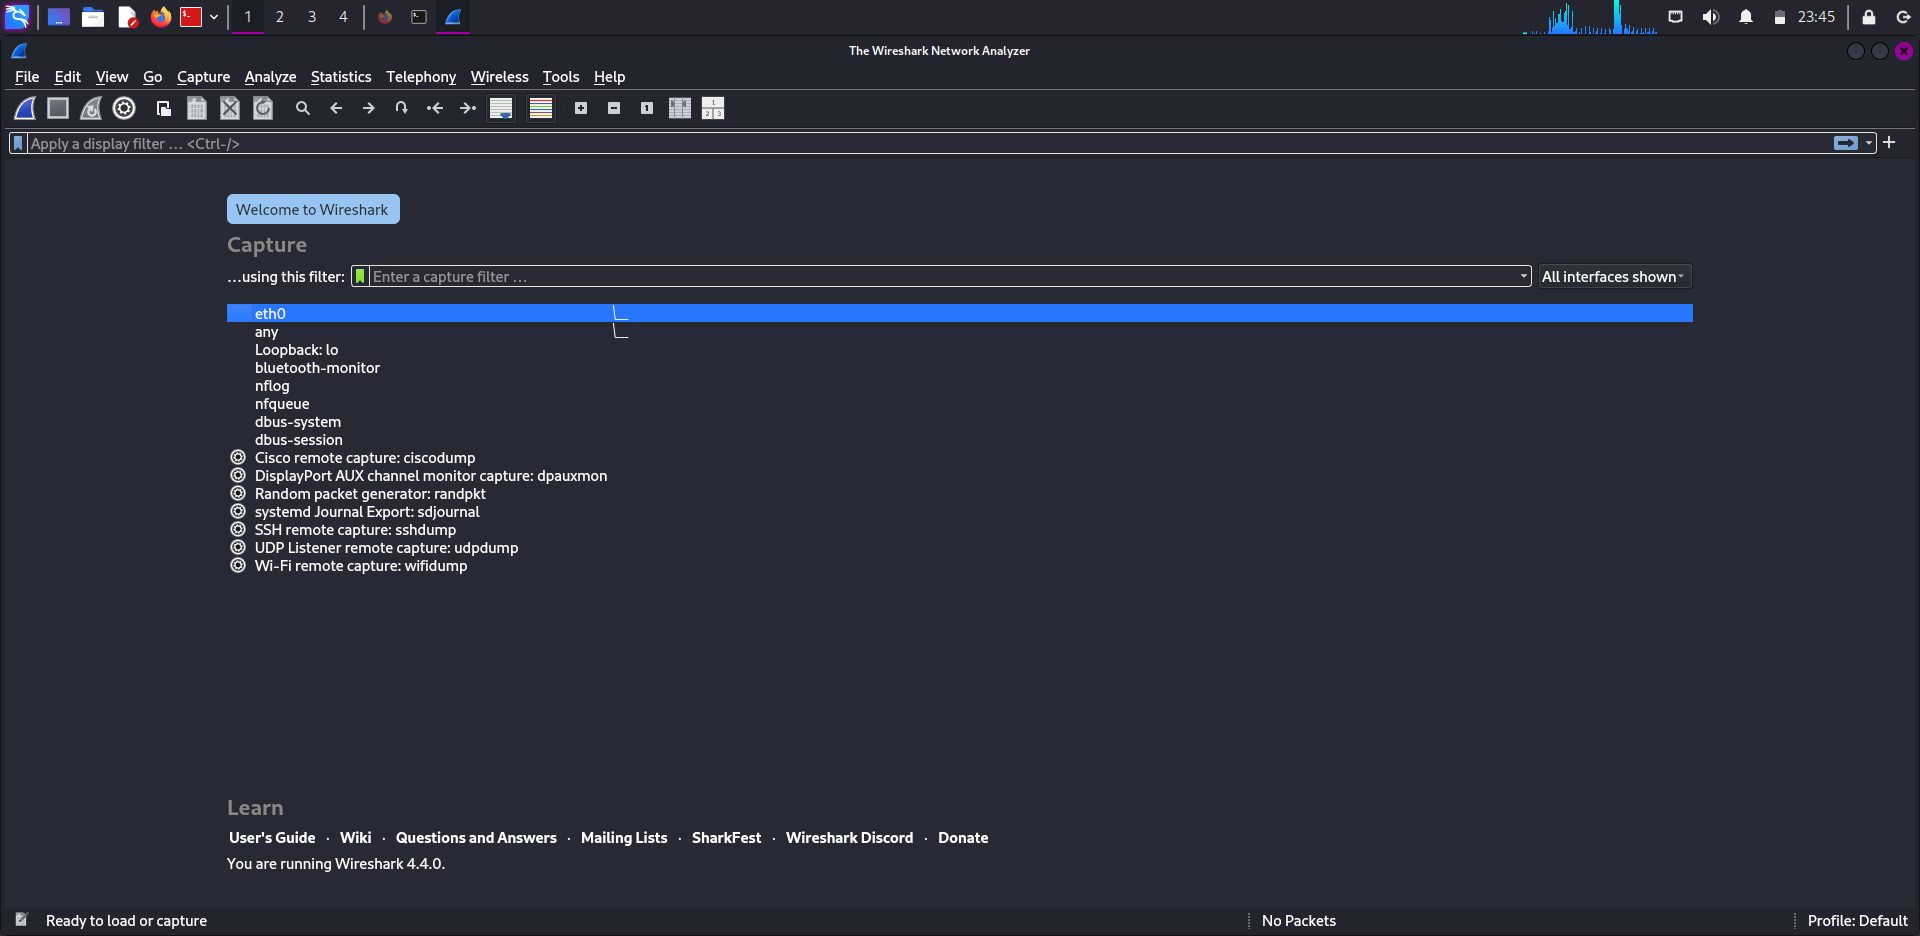 1 2 3 4 23:45
The Wireshark Network Analyzer
File Edit View Go Capture Analyze Statistics Telephony Wireless Tools Help
Apply a display filter … <Ctrl-/>
Welcome to Wireshark
Capture
…using this filter: Enter a capture filter … All interfaces shown
eth0
any
Loopback: lo
bluetooth-monitor
nflog
nfqueue
dbus-system
dbus-session
Cisco remote capture: ciscodump
DisplayPort AUX channel monitor capture: dpauxmon
Random packet generator: randpkt
systemd Journal Export: sdjournal
SSH remote capture: sshdump
UDP Listener remote capture: udpdump
Wi-Fi remote capture: wifidump
Learn
User's Guide · Wiki · Questions and Answers · Mailing Lists · SharkFest · Wireshark Discord · Donate
You are running Wireshark 4.4.0.
Ready to load or capture No Packets Profile: Default